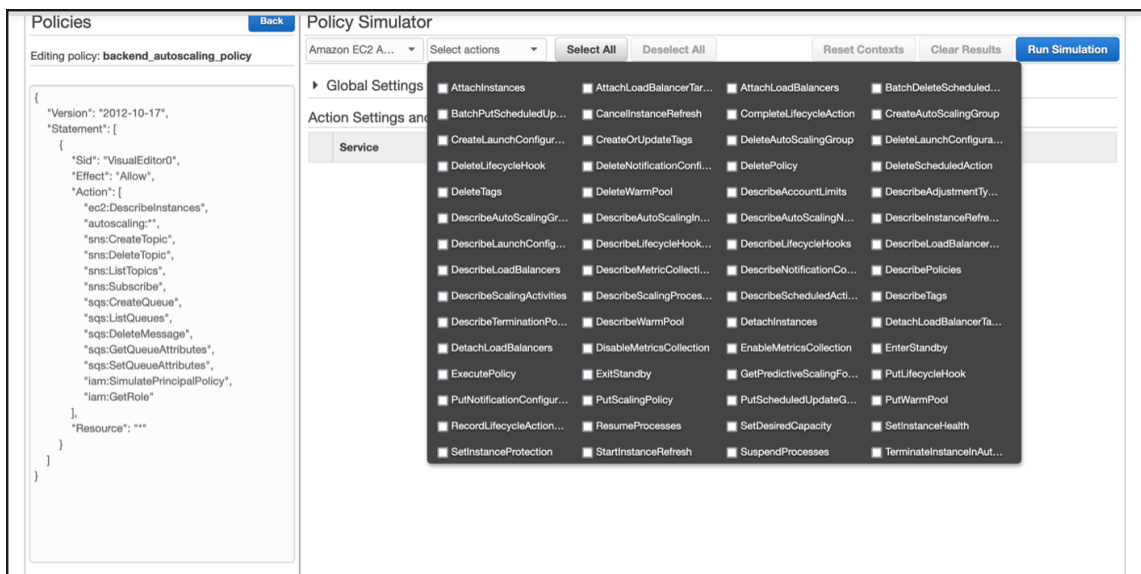 Policies
Back
Editing policy: backend_autoscaling_policy
{
"Version": "2012-10-17",
"Statement": [
{
"Sid": "VisualEditor0",
"Effect": "Allow",
"Action": [
"ec2:DescribeInstances",
"autoscaling:*",
"sns:CreateTopic",
"sns:DeleteTopic",
"sns:ListTopics",
"sns:Subscribe",
"sqs:CreateQueue",
"sqs:ListQueues",
"sqs:DeleteMessage",
"sqs:GetQueueAttributes",
"sqs:SetQueueAttributes",
"iam:SimulatePrincipalPolicy",
"iam:GetRole"
],
"Resource": "*"
}
]
}
Policy Simulator
Amazon EC2 A... Select actions Select All Deselect All Reset Contexts Clear Results Run Simulation
Global Settings
Action Settings and
Service
AttachInstances AttachLoadBalancerTar... AttachLoadBalancers BatchDeleteScheduled...
BatchPutScheduledUp... CancelInstanceRefresh CompleteLifecycleAction CreateAutoScalingGroup
CreateLaunchConfigur... CreateOrUpdateTags DeleteAutoScalingGroup DeleteLaunchConfigura...
DeleteLifecycleHook DeleteNotificationConfi... DeletePolicy DeleteScheduledAction
DeleteTags DeleteWarmPool DescribeAccountLimits DescribeAdjustmentTy...
DescribeAutoScalingGr... DescribeAutoScalingIn... DescribeAutoScalingN... DescribeInstanceRefre...
DescribeLaunchConfig... DescribeLifecycleHook... DescribeLifecycleHooks DescribeLoadBalancer...
DescribeLoadBalancers DescribeMetricCollecti... DescribeNotificationCo... DescribePolicies
DescribeScalingActivities DescribeScalingProces... DescribeScheduledActi... DescribeTags
DescribeTerminationPo... DescribeWarmPool DetachInstances DetachLoadBalancerTa...
DetachLoadBalancers DisableMetricsCollection EnableMetricsCollection EnterStandby
ExecutePolicy ExitStandby GetPredictiveScalingFo... PutLifecycleHook
PutNotificationConfigur... PutScalingPolicy PutScheduledUpdateG... PutWarmPool
RecordLifecycleAction... ResumeProcesses SetDesiredCapacity SetInstanceHealth
SetInstanceProtection StartInstanceRefresh SuspendProcesses TerminateInstanceInAut...